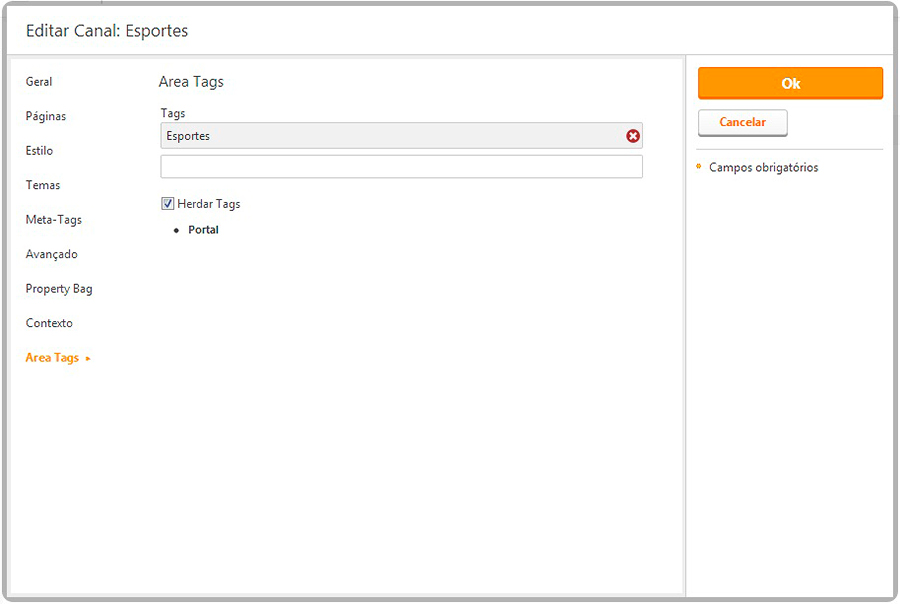 Editar Canal: Esportes
Geral
Páginas
Estilo
Temas
Meta-Tags
Avançado
Property Bag
Contexto
Area Tags
Area Tags
Tags
Esportes
Herdar Tags
• Portal
Ok
Cancelar
* Campos obrigatórios